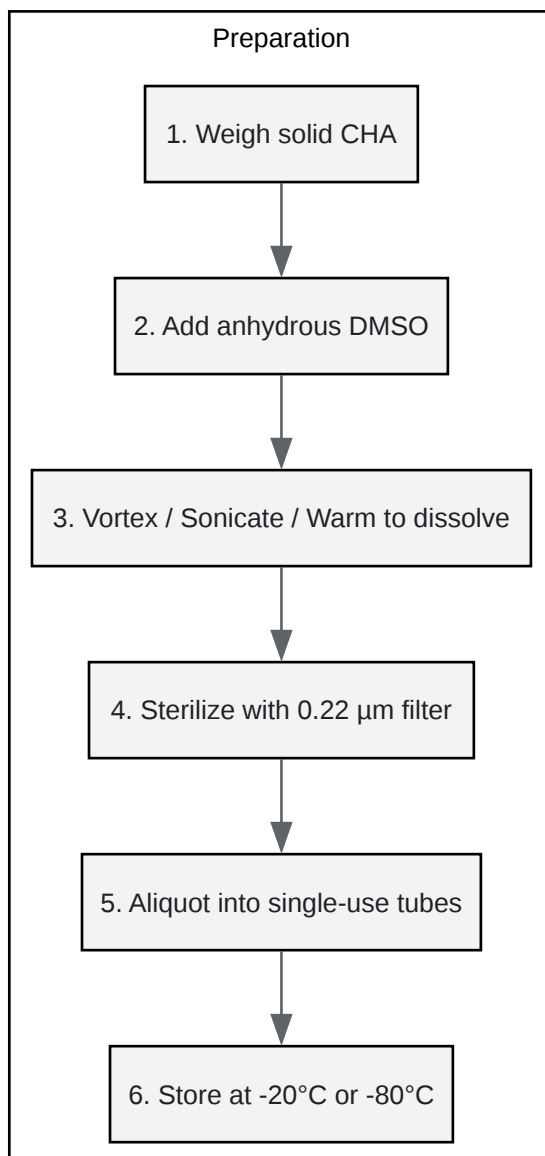 Preparation
1. Weigh solid CHA
2. Add anhydrous DMSO
3. Vortex / Sonicate / Warm to dissolve
4. Sterilize with 0.22 µm filter
5. Aliquot into single-use tubes
6. Store at -20°C or -80°C